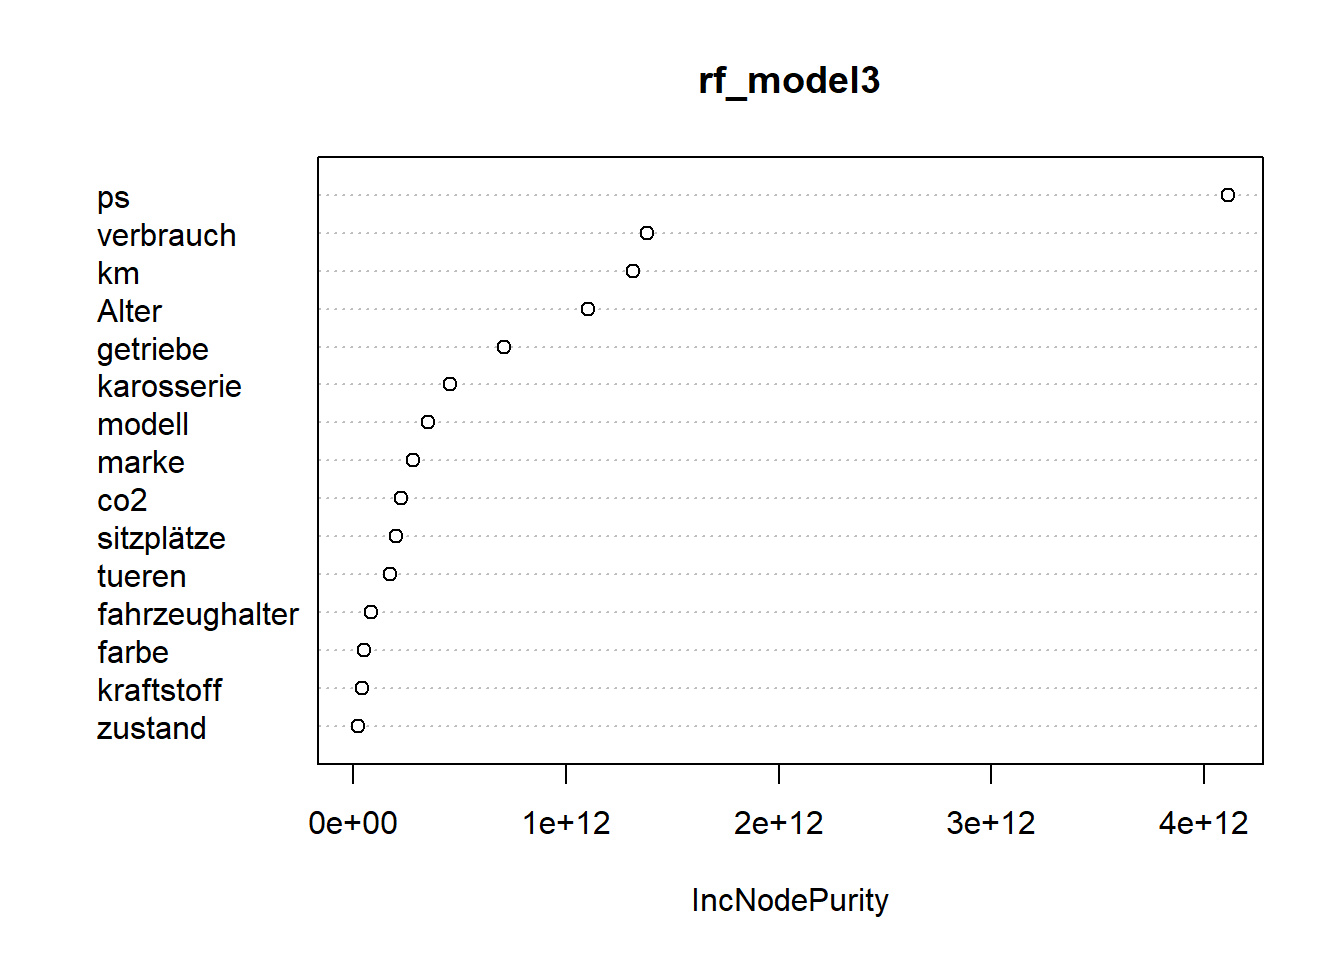 rf_model3
ps
verbrauch
km
Alter
getriebe
karosserie
modell
marke
co2
sitzplätze
tueren
fahrzeughalter
farbe
kraftstoff
zustand
0e+00 1e+12 2e+12 3e+12 4e+12
IncNodePurity